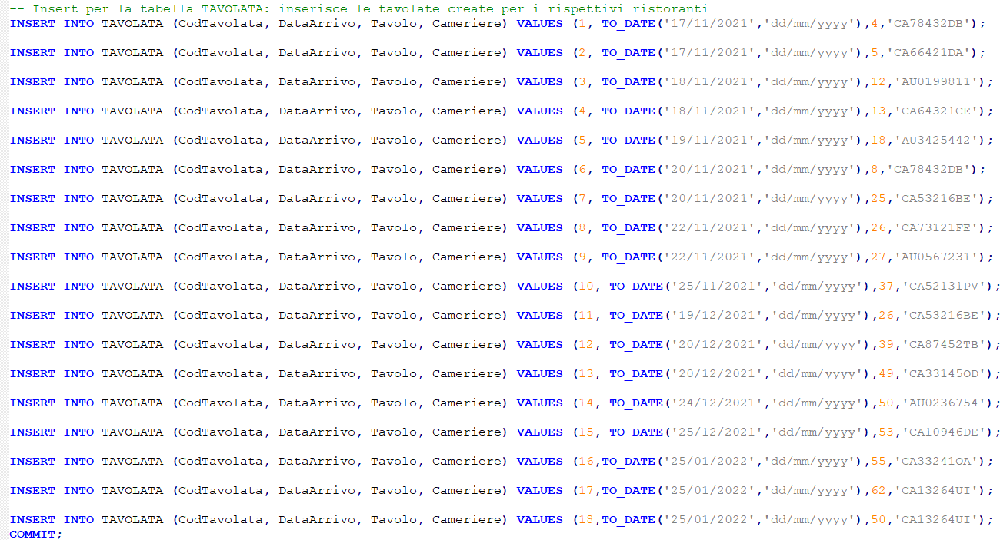 -- Insert per la tabella TAVOLATA: inserisce le tavolate create per i rispettivi ristoranti
INSERT INTO TAVOLATA (CodTavolata, DataArrivo, Tavolo, Cameriere) VALUES (1, TO_DATE('17/11/2021','dd/mm/yyyy'),4,'CA78432DB');
INSERT INTO TAVOLATA (CodTavolata, DataArrivo, Tavolo, Cameriere) VALUES (2, TO_DATE('17/11/2021','dd/mm/yyyy'),5,'CA66421DA');
INSERT INTO TAVOLATA (CodTavolata, DataArrivo, Tavolo, Cameriere) VALUES (3, TO_DATE('18/11/2021','dd/mm/yyyy'),12,'AU0199811');
INSERT INTO TAVOLATA (CodTavolata, DataArrivo, Tavolo, Cameriere) VALUES (4, TO_DATE('18/11/2021','dd/mm/yyyy'),13,'CA64321CE');
INSERT INTO TAVOLATA (CodTavolata, DataArrivo, Tavolo, Cameriere) VALUES (5, TO_DATE('19/11/2021','dd/mm/yyyy'),18,'AU3425442');
INSERT INTO TAVOLATA (CodTavolata, DataArrivo, Tavolo, Cameriere) VALUES (6, TO_DATE('20/11/2021','dd/mm/yyyy'),8,'CA78432DB');
INSERT INTO TAVOLATA (CodTavolata, DataArrivo, Tavolo, Cameriere) VALUES (7, TO_DATE('20/11/2021','dd/mm/yyyy'),25,'CA53216BE');
INSERT INTO TAVOLATA (CodTavolata, DataArrivo, Tavolo, Cameriere) VALUES (8, TO_DATE('22/11/2021','dd/mm/yyyy'),26,'CA73121FE');
INSERT INTO TAVOLATA (CodTavolata, DataArrivo, Tavolo, Cameriere) VALUES (9, TO_DATE('22/11/2021','dd/mm/yyyy'),27,'AU0567231');
INSERT INTO TAVOLATA (CodTavolata, DataArrivo, Tavolo, Cameriere) VALUES (10, TO_DATE('25/11/2021','dd/mm/yyyy'),37,'CA52131PV');
INSERT INTO TAVOLATA (CodTavolata, DataArrivo, Tavolo, Cameriere) VALUES (11, TO_DATE('19/12/2021','dd/mm/yyyy'),26,'CA53216BE');
INSERT INTO TAVOLATA (CodTavolata, DataArrivo, Tavolo, Cameriere) VALUES (12, TO_DATE('20/12/2021','dd/mm/yyyy'),39,'CA87452TB');
INSERT INTO TAVOLATA (CodTavolata, DataArrivo, Tavolo, Cameriere) VALUES (13, TO_DATE('20/12/2021','dd/mm/yyyy'),49,'CA33145OD');
INSERT INTO TAVOLATA (CodTavolata, DataArrivo, Tavolo, Cameriere) VALUES (14, TO_DATE('24/12/2021','dd/mm/yyyy'),50,'AU0236754');
INSERT INTO TAVOLATA (CodTavolata, DataArrivo, Tavolo, Cameriere) VALUES (15, TO_DATE('25/12/2021','dd/mm/yyyy'),53,'CA10946DE');
INSERT INTO TAVOLATA (CodTavolata, DataArrivo, Tavolo, Cameriere) VALUES (16,TO_DATE('25/01/2022','dd/mm/yyyy'),55,'CA33241OA');
INSERT INTO TAVOLATA (CodTavolata, DataArrivo, Tavolo, Cameriere) VALUES (17,TO_DATE('25/01/2022','dd/mm/yyyy'),62,'CA13264UI');
INSERT INTO TAVOLATA (CodTavolata, DataArrivo, Tavolo, Cameriere) VALUES (18,TO_DATE('25/01/2022','dd/mm/yyyy'),50,'CA13264UI');
COMMIT;